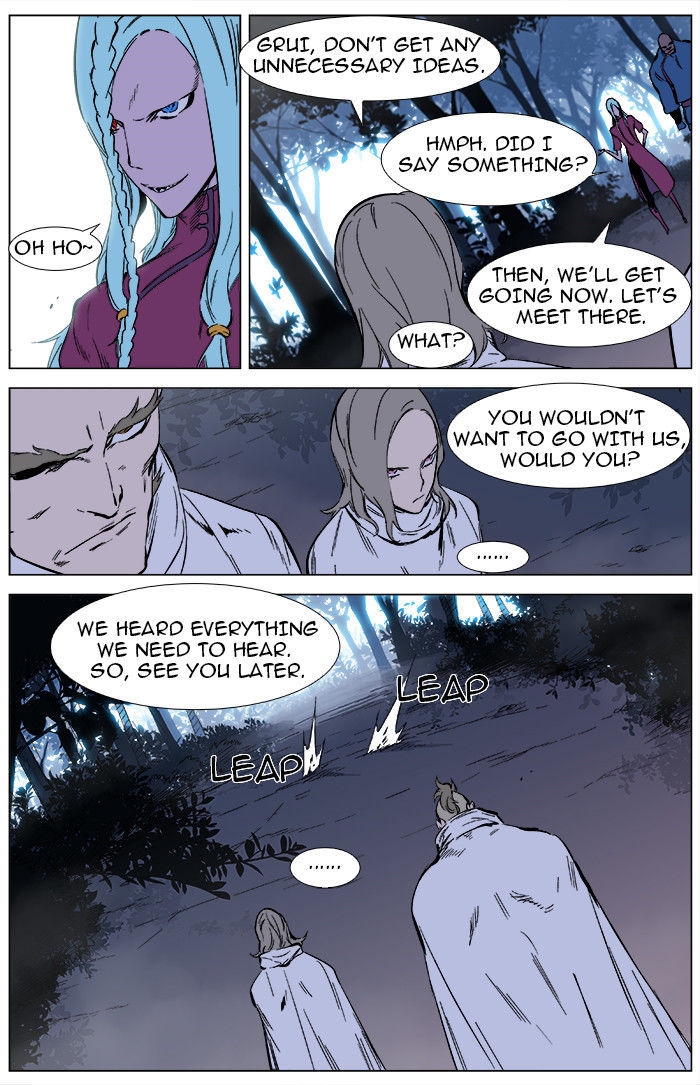 OH HO~
GRUI, DON'T GET ANY
UNNECESSARY IDEAS.
HMPH. DID I
SAY SOMETHING?
THEN, WE'LL GET
GOING NOW. LET'S
MEET THERE.
WHAT?
YOU WOULDN'T
WANT TO GO WITH US,
WOULD YOU?
......
WE HEARD EVERYTHING
WE NEED TO HEAR.
SO, SEE YOU LATER.
LEAP
LEAP
......